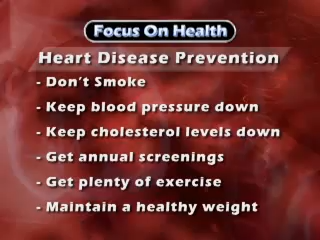 Focus On Health
Heart Disease Prevention
- Don't Smoke
- Keep blood pressure down
- Keep cholesterol levels down
- Get annual screenings
- Get plenty of exercise
- Maintain a healthy weight